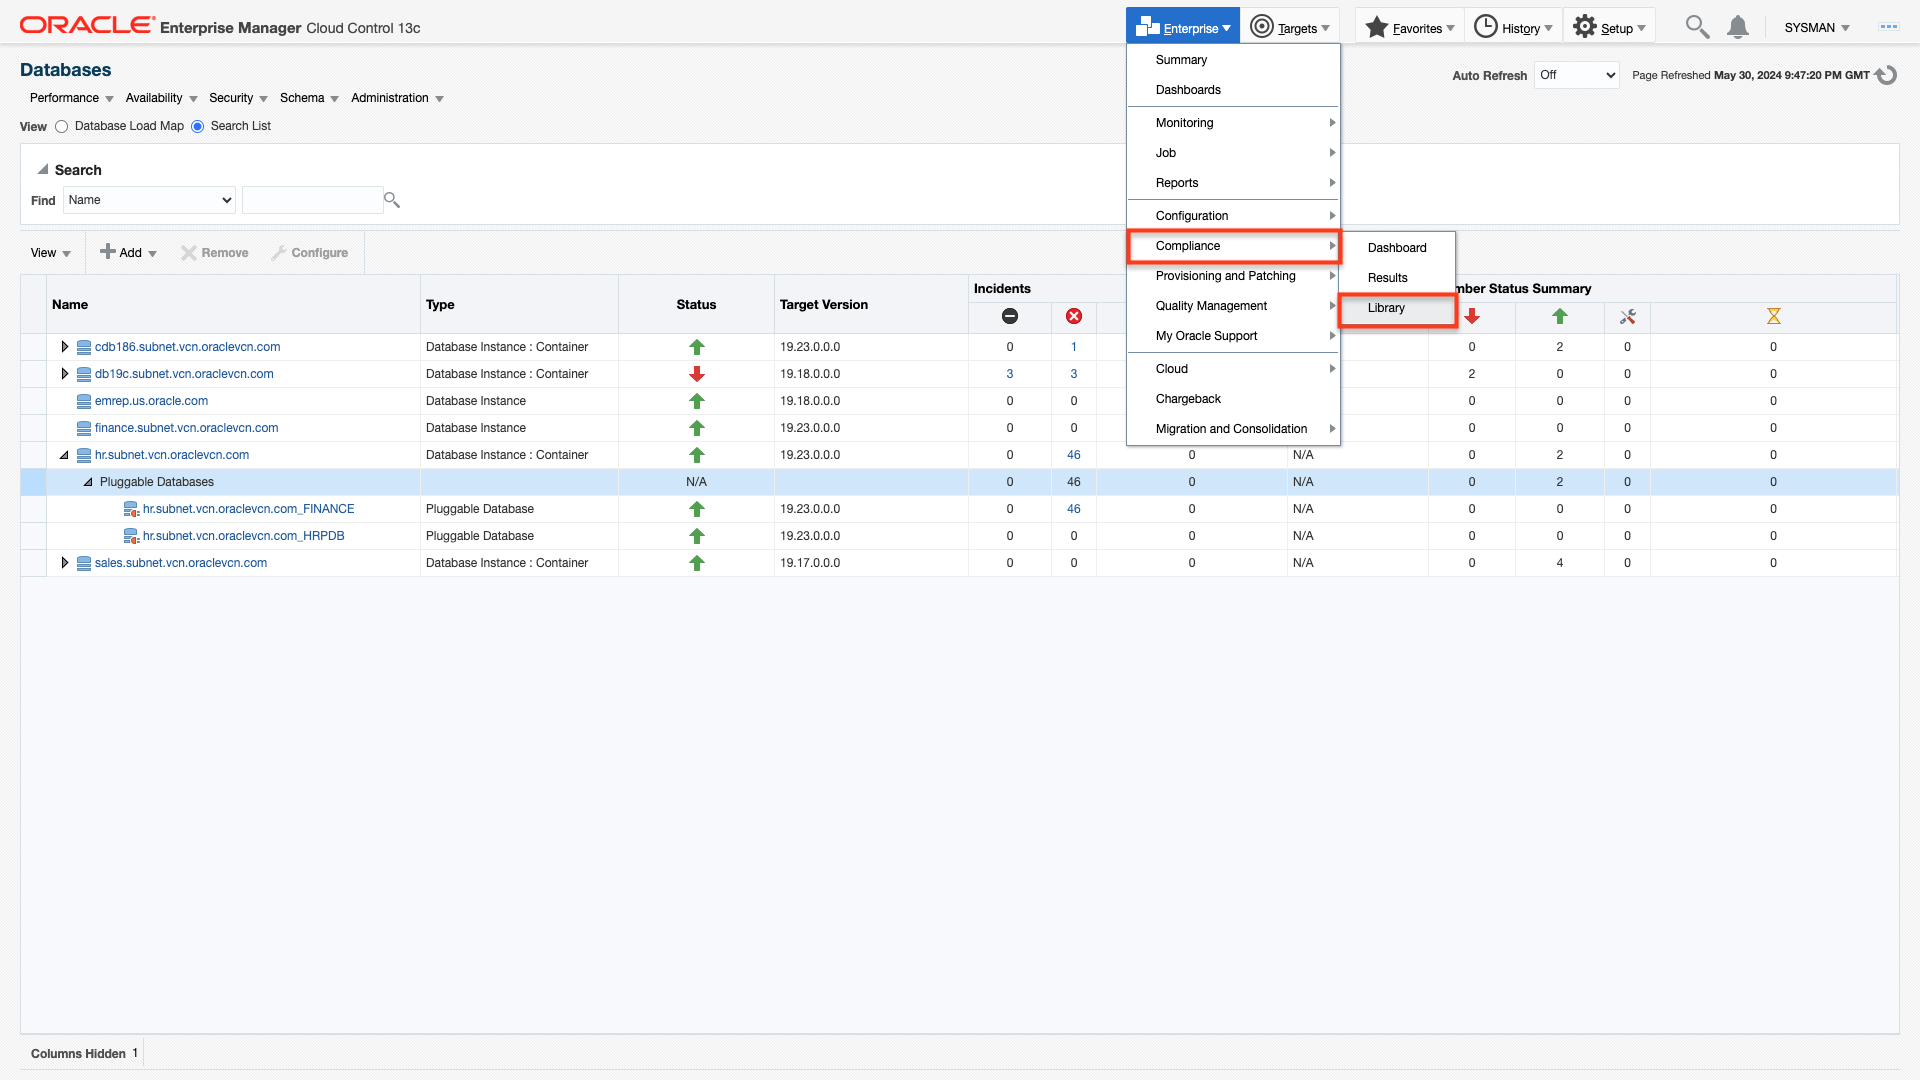 ORACLE Enterprise Manager Cloud Control 13c
Enterprise Targets Favorites History Setup SYSMAN
Databases
Auto Refresh Off Page Refreshed May 30, 2024 9:47:20 PM GMT
Performance Availability Security Schema Administration
View Database Load Map Search List
Search
Find Name
View Add Remove Configure
Summary
Dashboards
Monitoring
Job
Reports
Configuration
Compliance
Provisioning and Patching
Quality Management
My Oracle Support
Cloud
Chargeback
Migration and Consolidation
Dashboard
Results
Library
Name Type Status Target Version Incidents mber Status Summary
cdb186.subnet.vcn.oraclevcn.com Database Instance : Container 19.23.0.0.0 0 1 0 2 0 0
db19c.subnet.vcn.oraclevcn.com Database Instance : Container 19.18.0.0.0 3 3 2 0 0 0
emrep.us.oracle.com Database Instance 19.18.0.0.0 0 0 0 0 0 0
finance.subnet.vcn.oraclevcn.com Database Instance 19.23.0.0.0 0 0 0 0 0 0
hr.subnet.vcn.oraclevcn.com Database Instance : Container 19.23.0.0.0 0 46 0 N/A 0 2 0 0
Pluggable Databases N/A 0 46 0 N/A 0 2 0 0
hr.subnet.vcn.oraclevcn.com_FINANCE Pluggable Database 19.23.0.0.0 0 46 0 N/A 0 0 0 0
hr.subnet.vcn.oraclevcn.com_HRPDB Pluggable Database 19.23.0.0.0 0 0 0 N/A 0 0 0 0
sales.subnet.vcn.oraclevcn.com Database Instance : Container 19.17.0.0.0 0 0 0 N/A 0 4 0 0
Columns Hidden 1